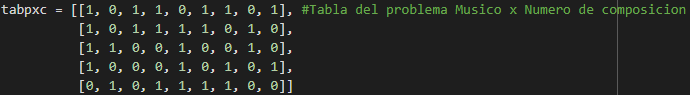 tabpxc = [[1, 0, 1, 1, 0, 1, 1, 0, 1], #Tabla del problema Musico x Numero de composicion
[1, 0, 1, 1, 1, 1, 0, 1, 0],
[1, 1, 0, 0, 1, 0, 0, 1, 0],
[1, 0, 0, 0, 1, 0, 1, 0, 1],
[0, 1, 0, 1, 1, 1, 1, 0, 0]]